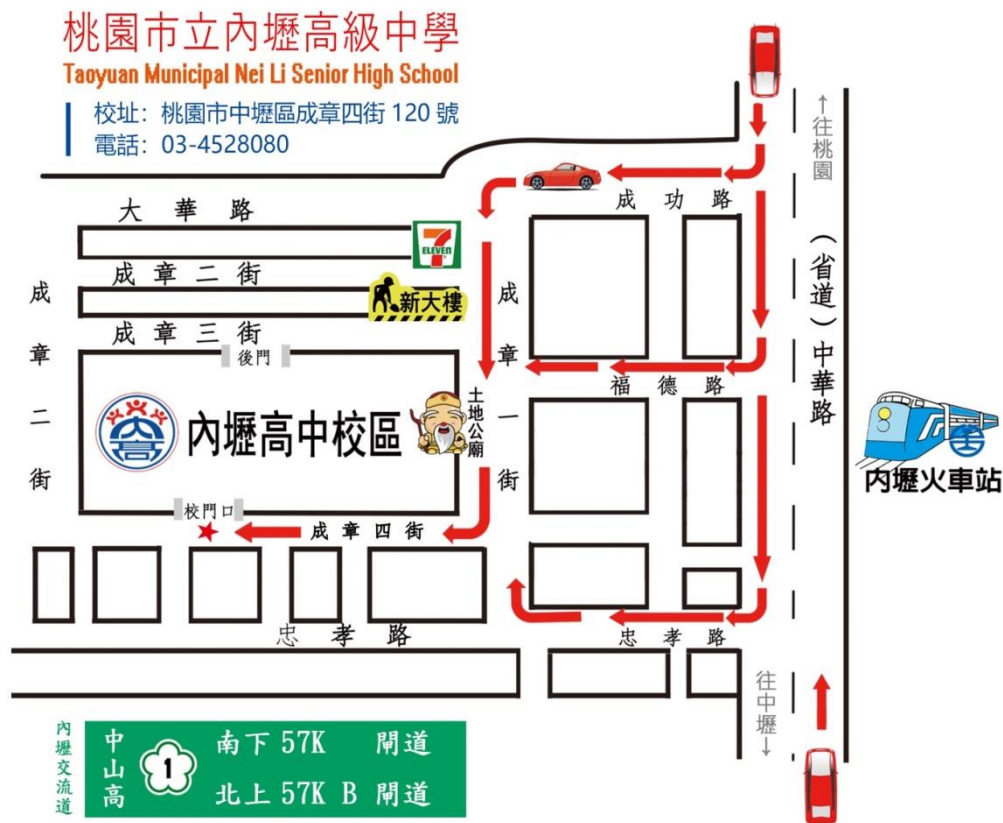 桃園市立內壢高級中學
Taoyuan Municipal Nei Li Senior High School
校址：桃園市中壢區成章四街 120 號
電話：03-4528080
↑往桃園
成功路
大華路
7
ELEVEN
成章二街
新大樓
成章三街
後門
成章二街
內壢高中校區
土地公廟
成章一街
福德路
(省道)中華路
內壢火車站
校門口
成章四街
忠孝路
忠孝路
往中壢↓
內壢交流道
中山高
1
南下 57K 閘道
北上 57K B 閘道